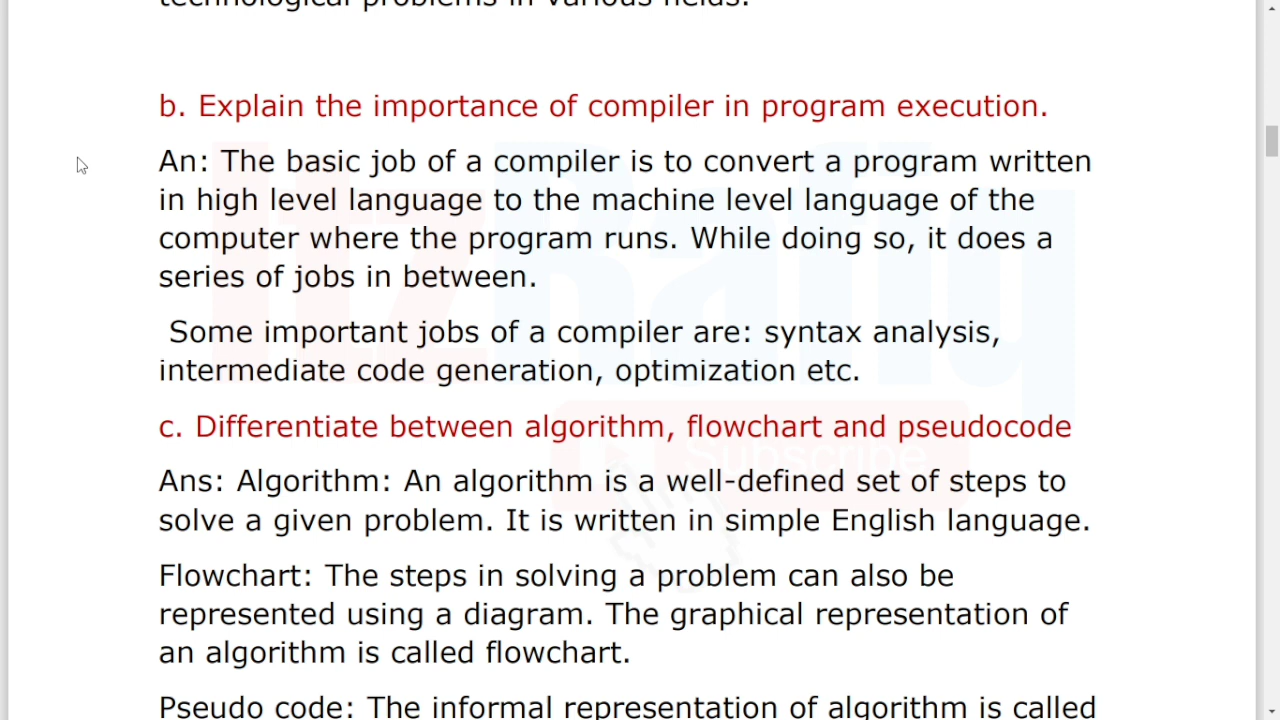 technological problems in various fields.
b. Explain the importance of compiler in program execution.
An: The basic job of a compiler is to convert a program written
in high level language to the machine level language of the
computer where the program runs. While doing so, it does a
series of jobs in between.
Some important jobs of a compiler are: syntax analysis,
intermediate code generation, optimization etc.
c. Differentiate between algorithm, flowchart and pseudocode
Ans: Algorithm: An algorithm is a well-defined set of steps to
solve a given problem. It is written in simple English language.
Flowchart: The steps in solving a problem can also be
represented using a diagram. The graphical representation of
an algorithm is called flowchart.
Pseudo code: The informal representation of algorithm is called
Subscribe